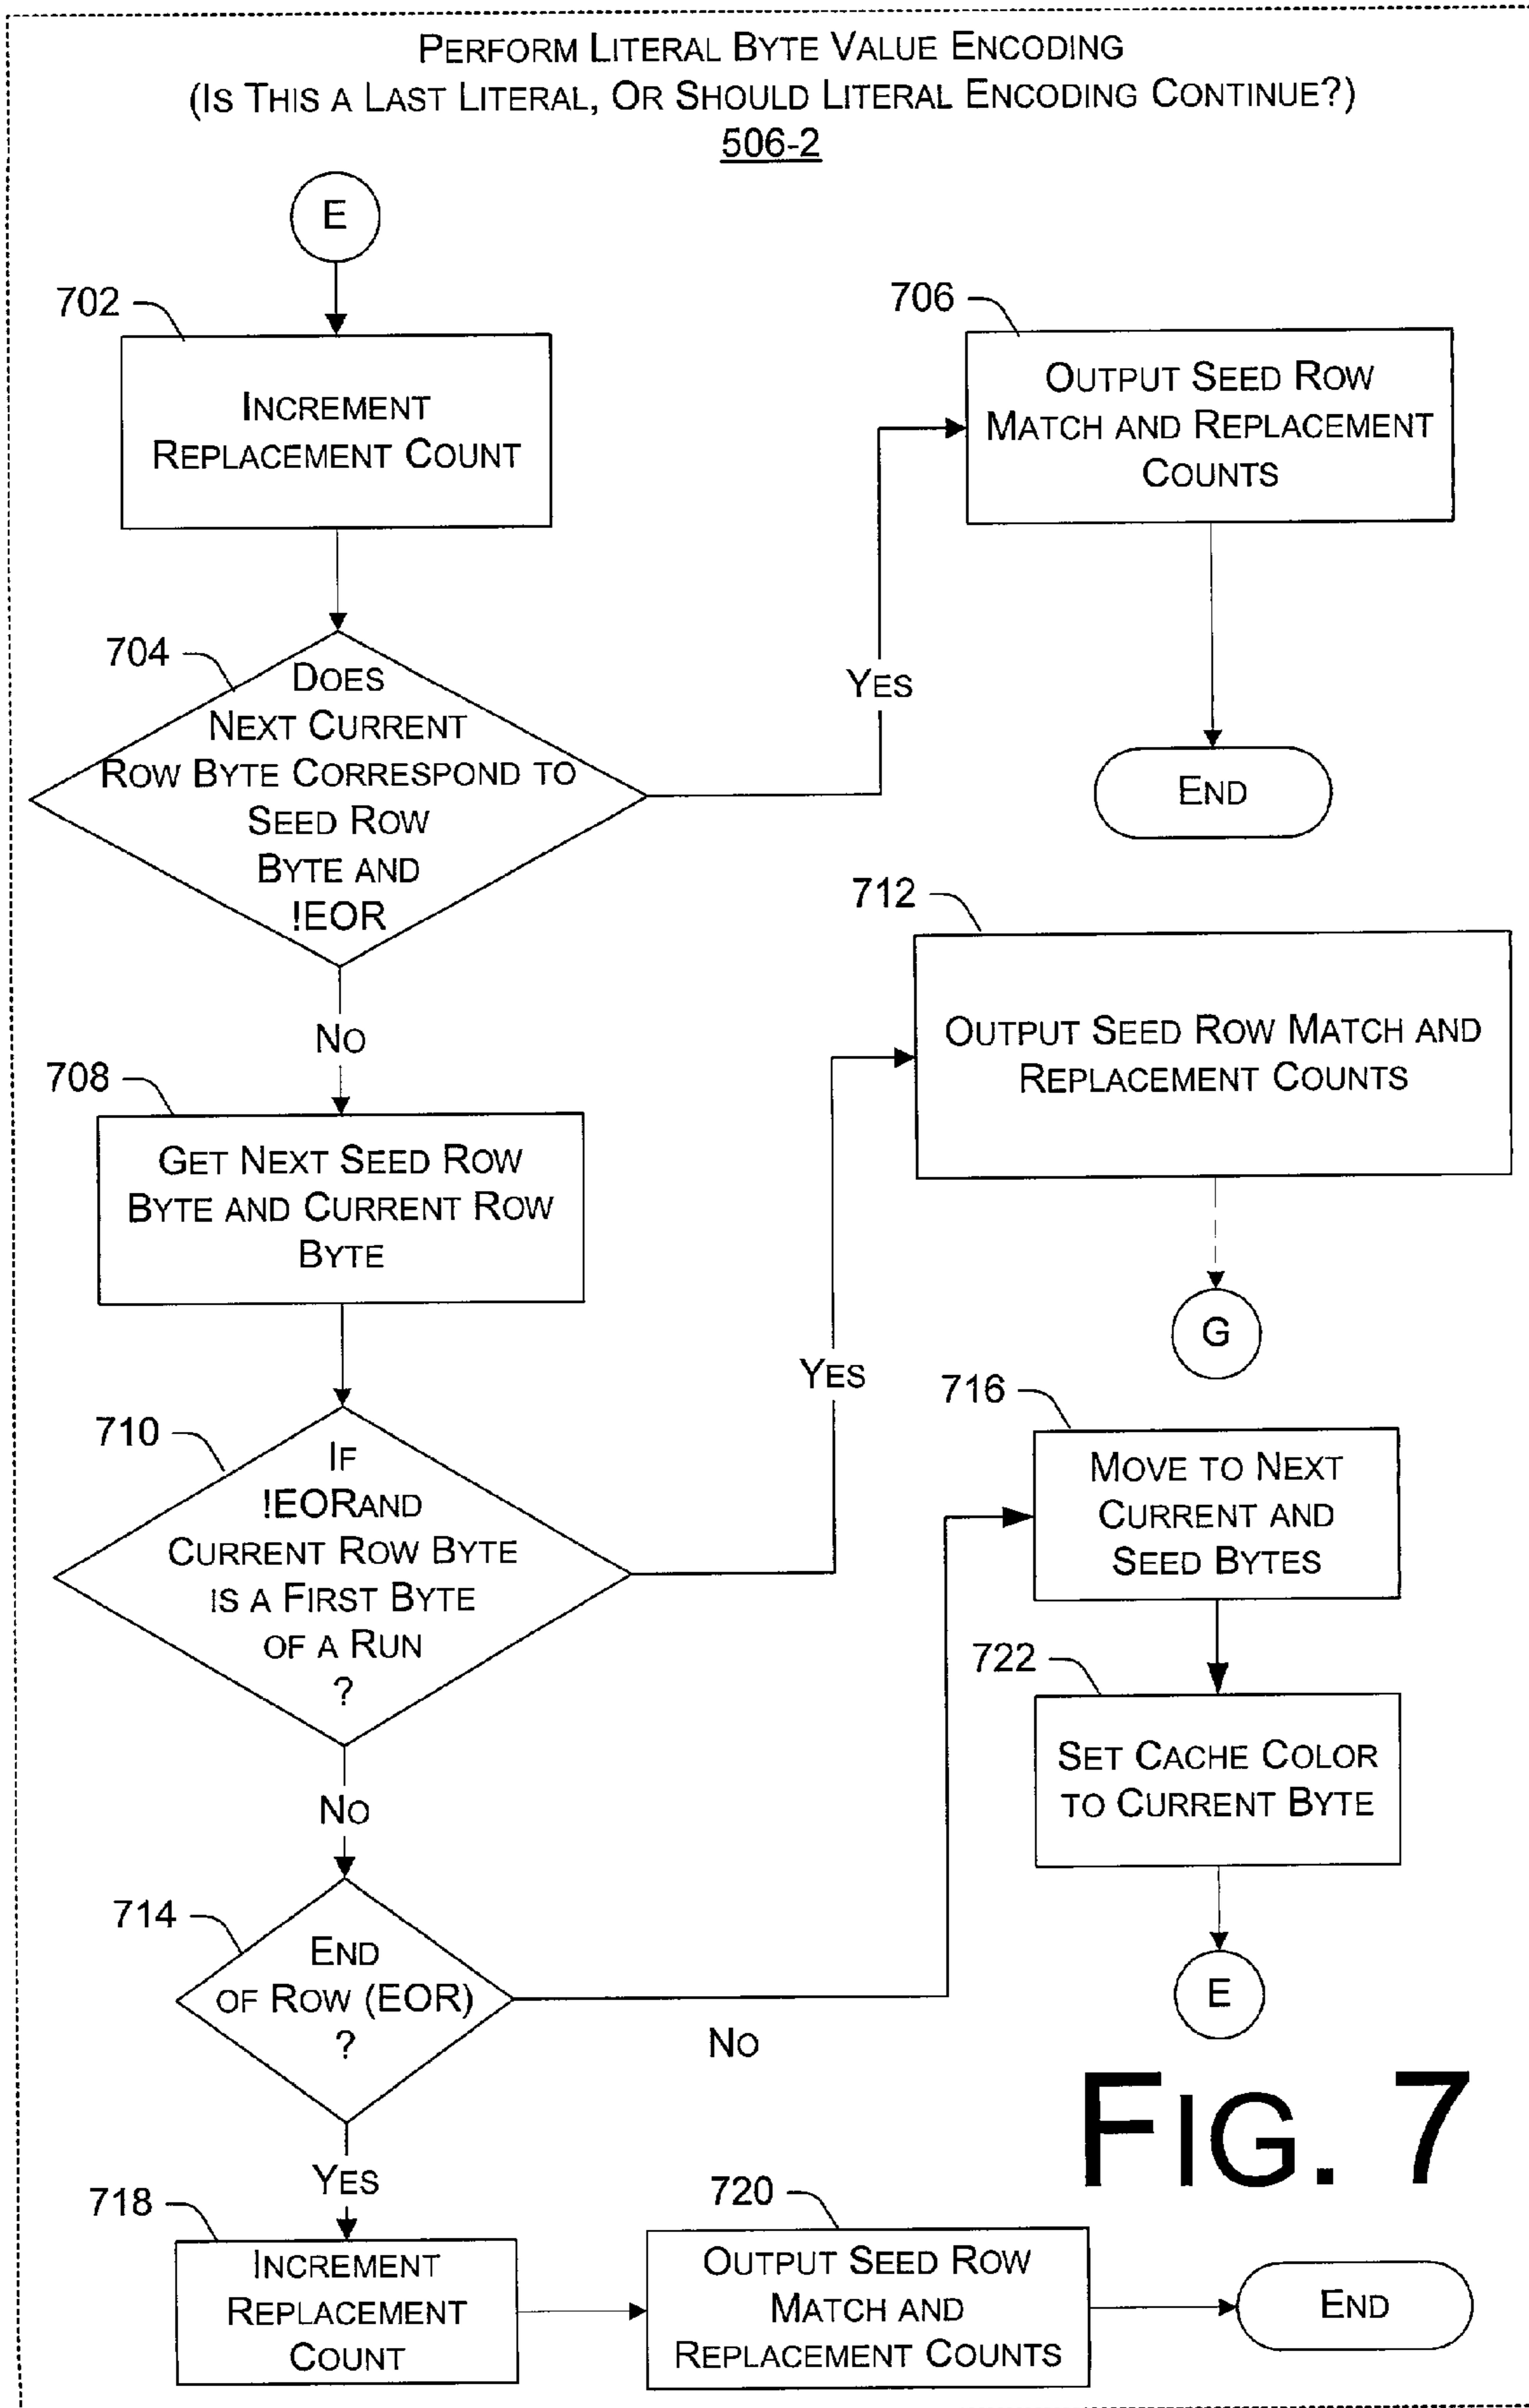 PERFORM LITERAL BYTE VALUE ENCODING
(IS THIS A LAST LITERAL, OR SHOULD LITERAL ENCODING CONTINUE?)
506-2
E
702
INCREMENT
REPLACEMENT COUNT
706
OUTPUT SEED ROW
MATCH AND REPLACEMENT
COUNTS
704
DOES
NEXT CURRENT
ROW BYTE CORRESPOND TO
SEED ROW
BYTE AND
!EOR
YES
END
NO
712
OUTPUT SEED ROW MATCH AND
REPLACEMENT COUNTS
708
GET NEXT SEED ROW
BYTE AND CURRENT ROW
BYTE
G
YES
710
IF
!EORAND
CURRENT ROW BYTE
IS A FIRST BYTE
OF A RUN
?
716
MOVE TO NEXT
CURRENT AND
SEED BYTES
NO
722
SET CACHE COLOR
TO CURRENT BYTE
714
END
OF ROW (EOR)
?
NO
E
YES
FIG. 7
718
INCREMENT
REPLACEMENT
COUNT
720
OUTPUT SEED ROW
MATCH AND
REPLACEMENT COUNTS
END